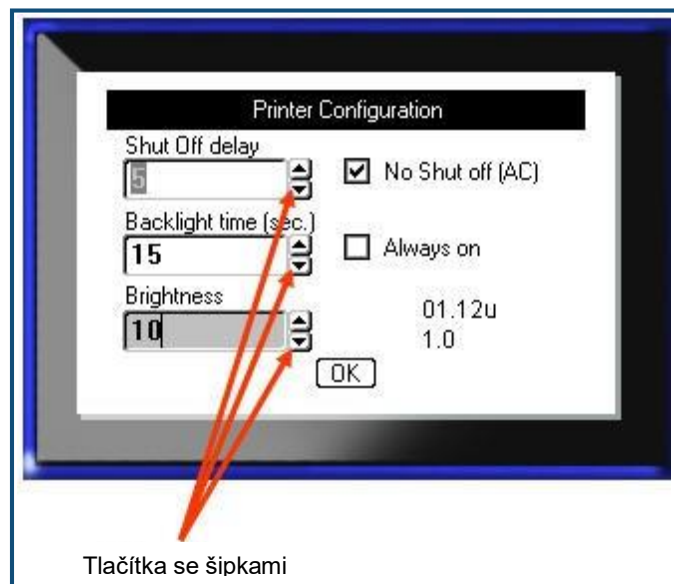 Printer Configuration
Shut Off delay
5
No Shut off (AC)
Backlight time (sec.)
15
Always on
Brightness
10
01.12u
1.0
OK
Tlačítka se šipkami